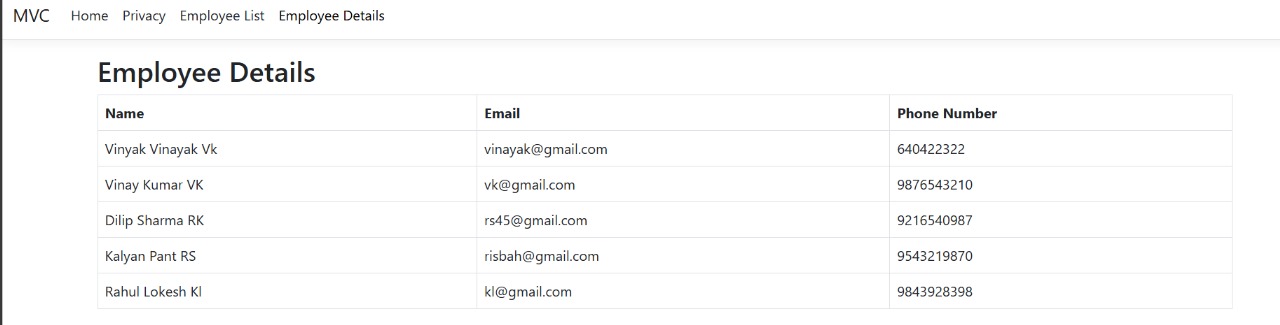 MVC Home Privacy Employee List Employee Details
Employee Details
Name Email Phone Number
Vinyak Vinayak Vk vinayak@gmail.com 640422322
Vinay Kumar VK vk@gmail.com 9876543210
Dilip Sharma RK rs45@gmail.com 9216540987
Kalyan Pant RS risbah@gmail.com 9543219870
Rahul Lokesh Kl kl@gmail.com 9843928398